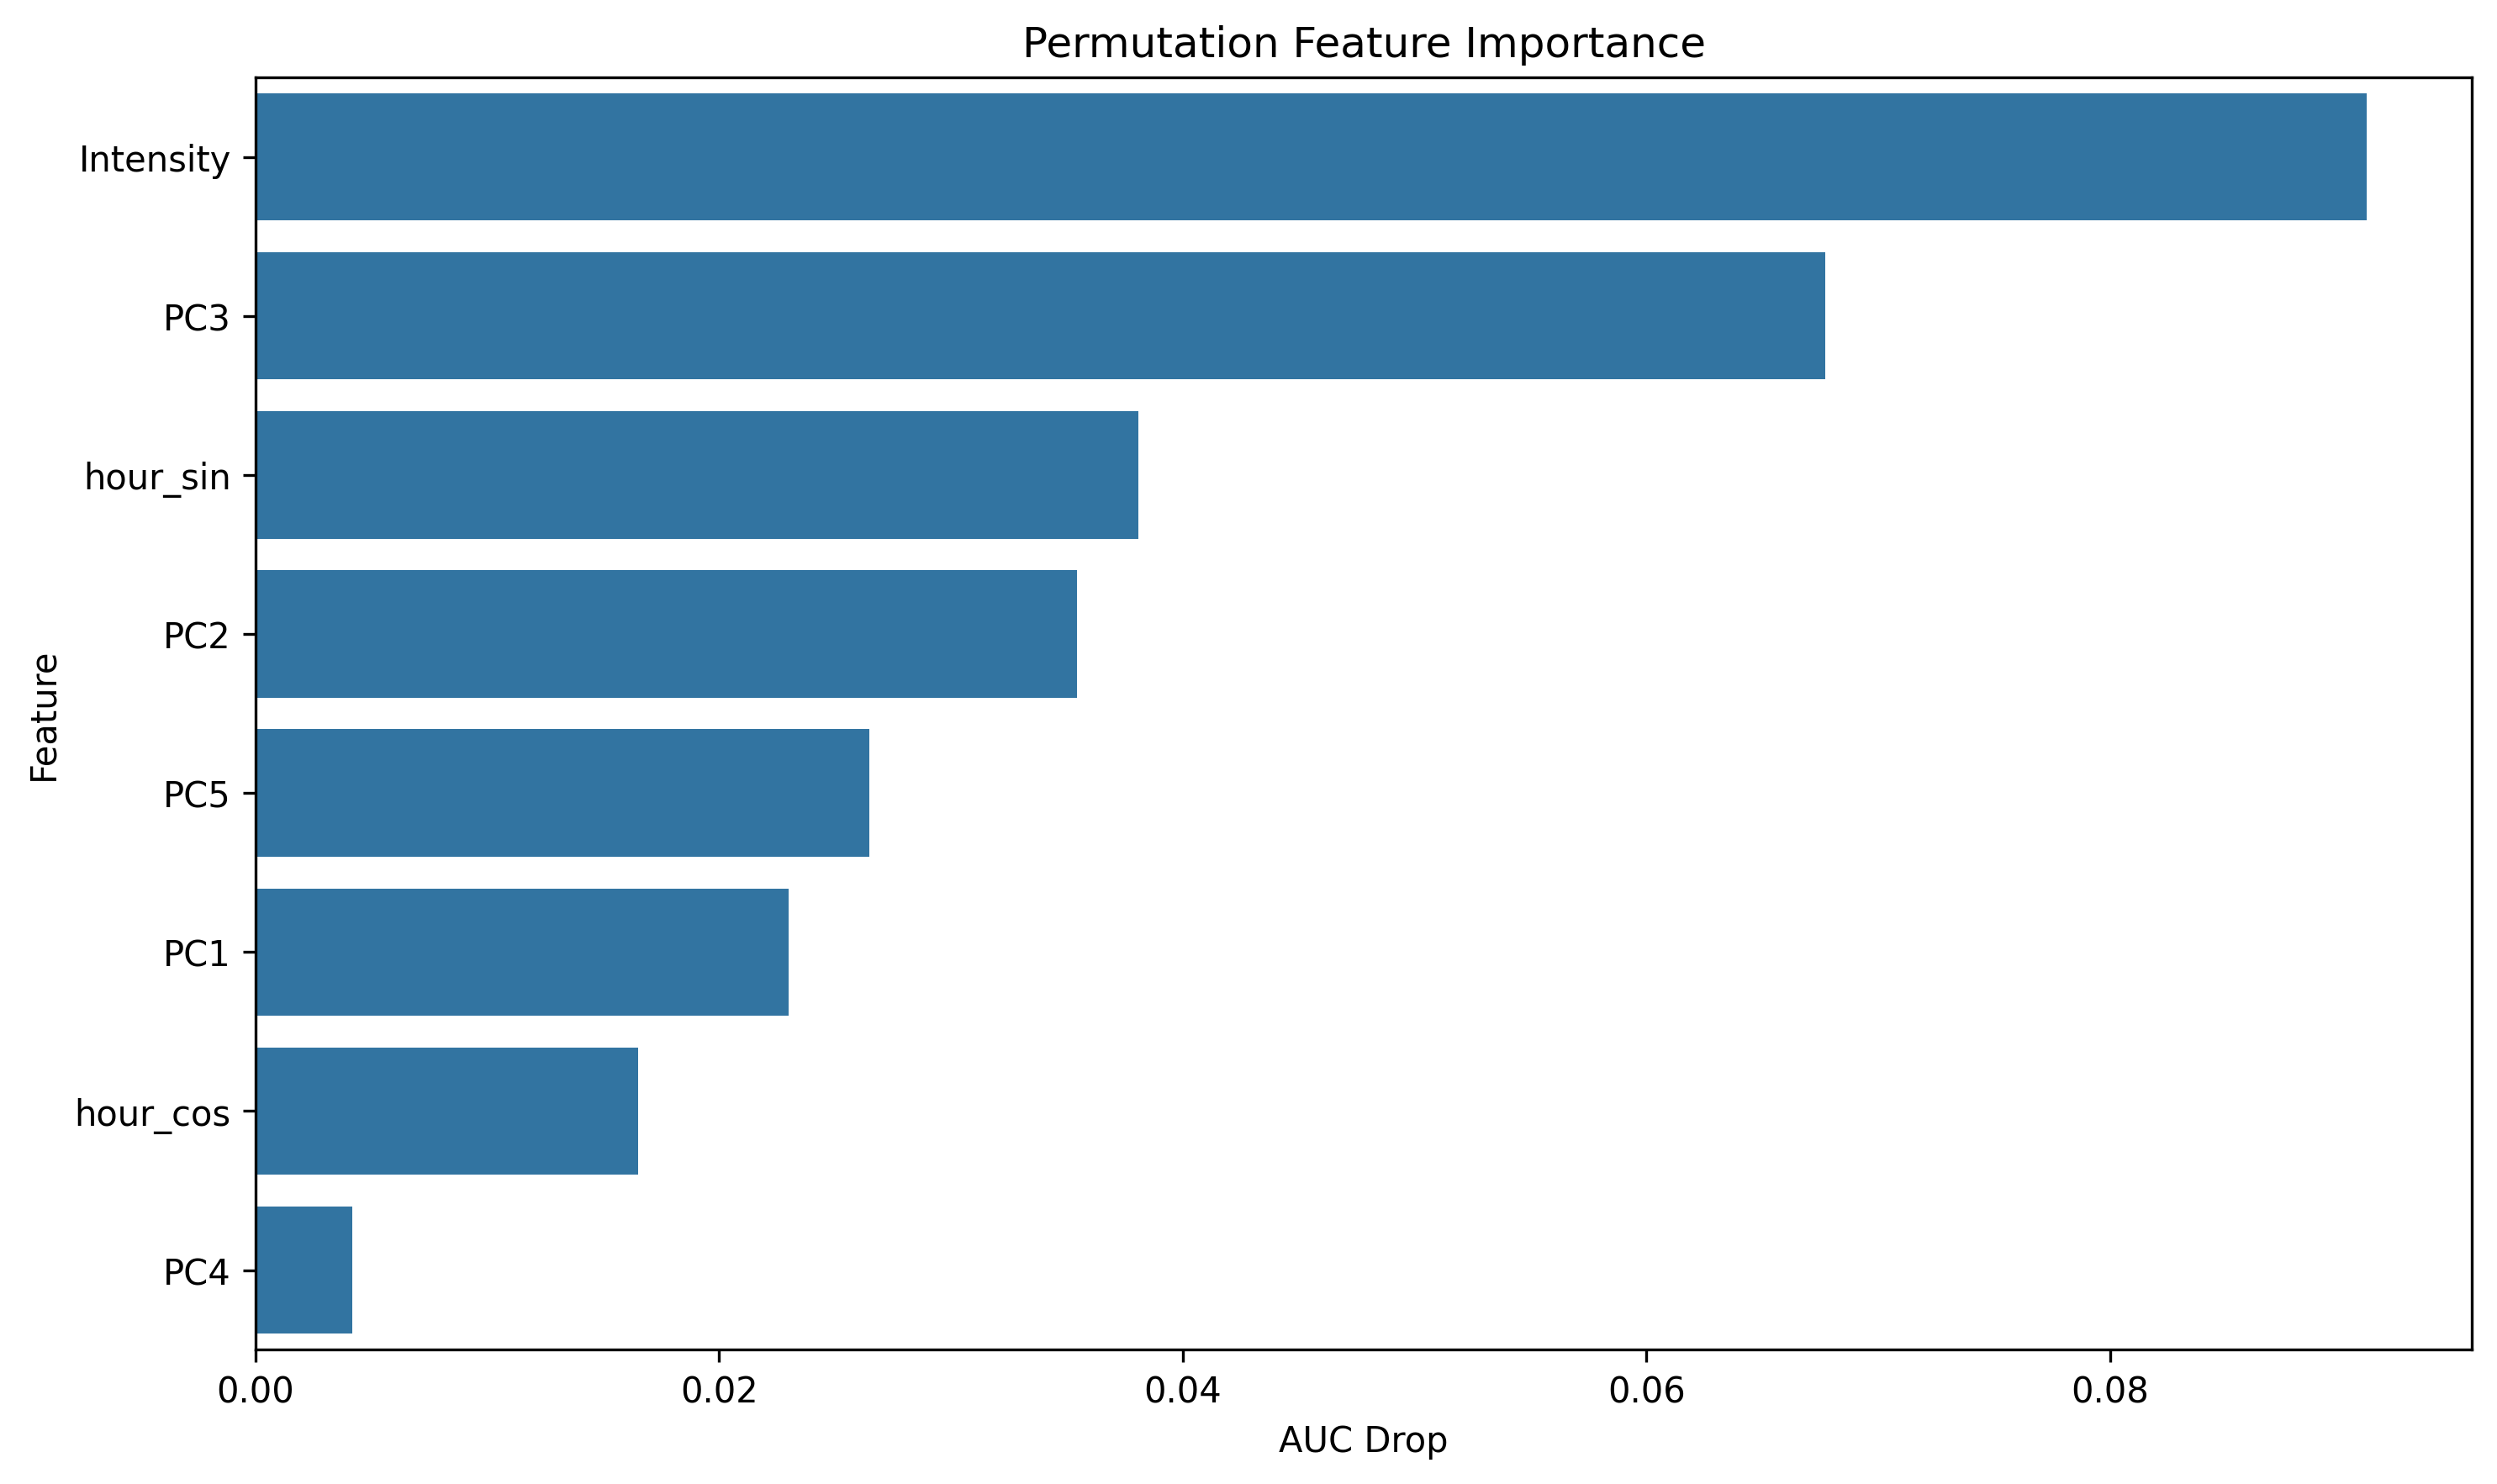 Permutation Feature Importance
Intensity
PC3
hour_sin
PC2
PC5
PC1
hour_cos
PC4
Feature
0.00 0.02 0.04 0.06 0.08
AUC Drop